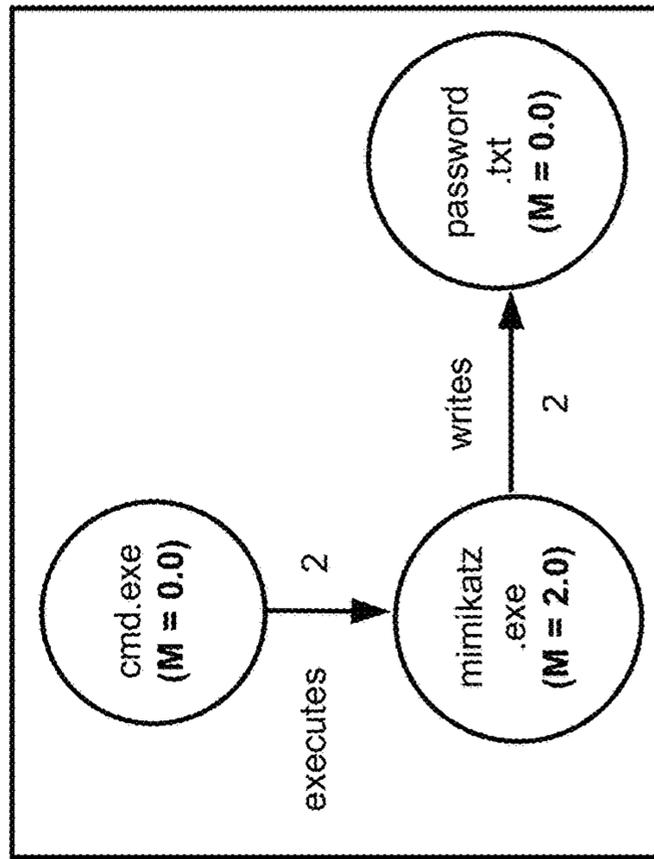 cmd.exe
(M = 0.0)
executes
2
mimikatz
.exe
(M = 2.0)
writes
2
password
.txt
(M = 0.0)